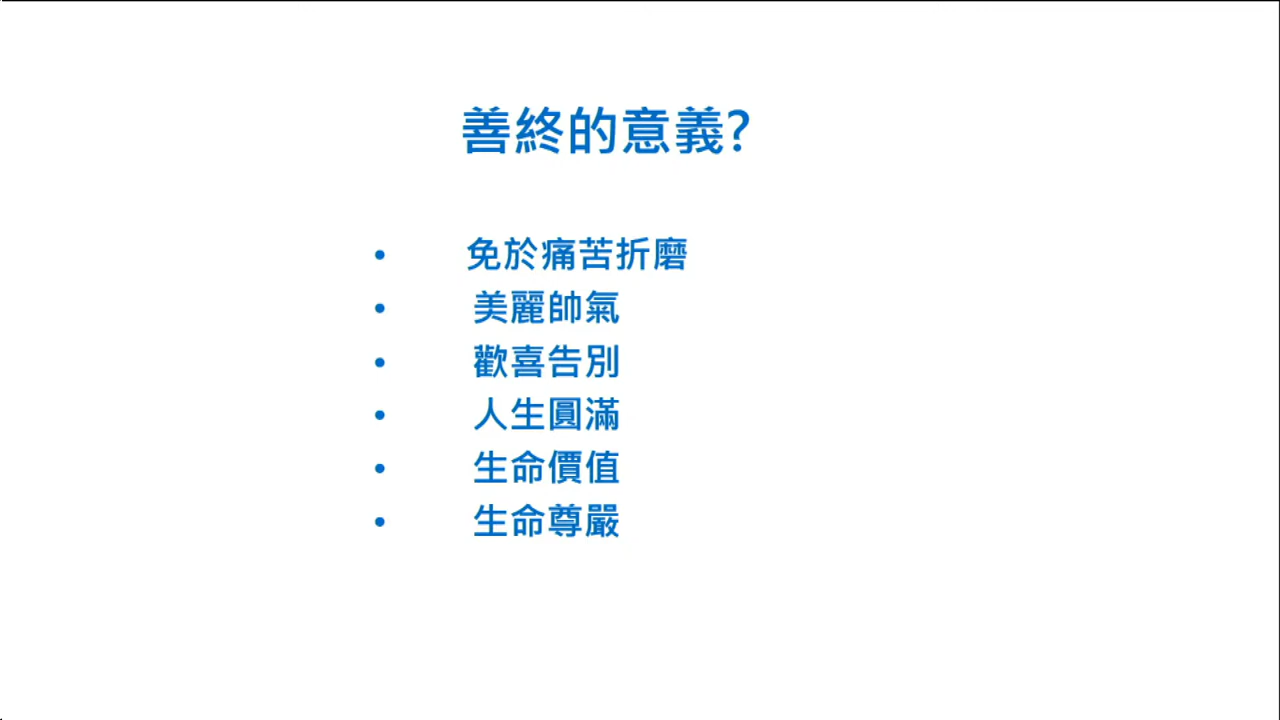 善終的意義?
• 免於痛苦折磨
• 美麗帥氣
• 歡喜告別
• 人生圓滿
• 生命價值
• 生命尊嚴